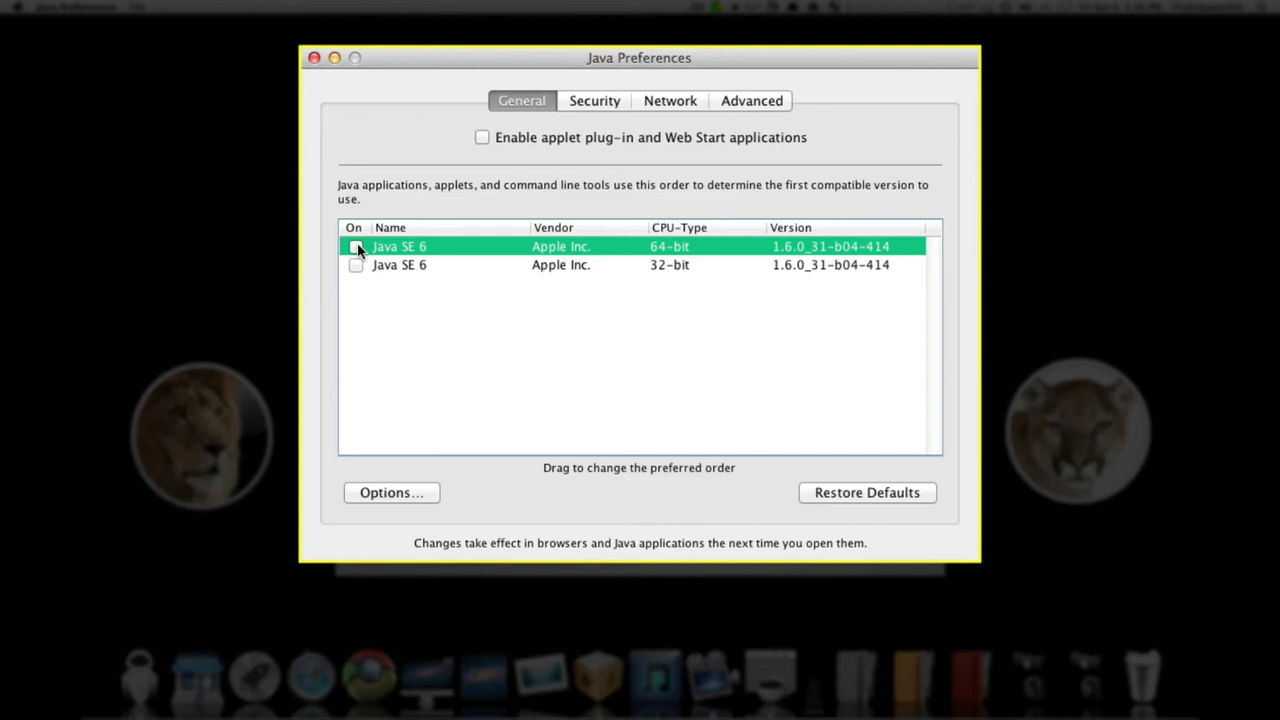 Java Preferences
General Security Network Advanced
Enable applet plug-in and Web Start applications
Java applications, applets, and command line tools use this order to determine the first compatible version to
use.
On Name Vendor CPU-Type Version
Java SE 6 Apple Inc. 64-bit 1.6.0_31-b04-414
Java SE 6 Apple Inc. 32-bit 1.6.0_31-b04-414
Drag to change the preferred order
Options... Restore Defaults
Changes take effect in browsers and Java applications the next time you open them.